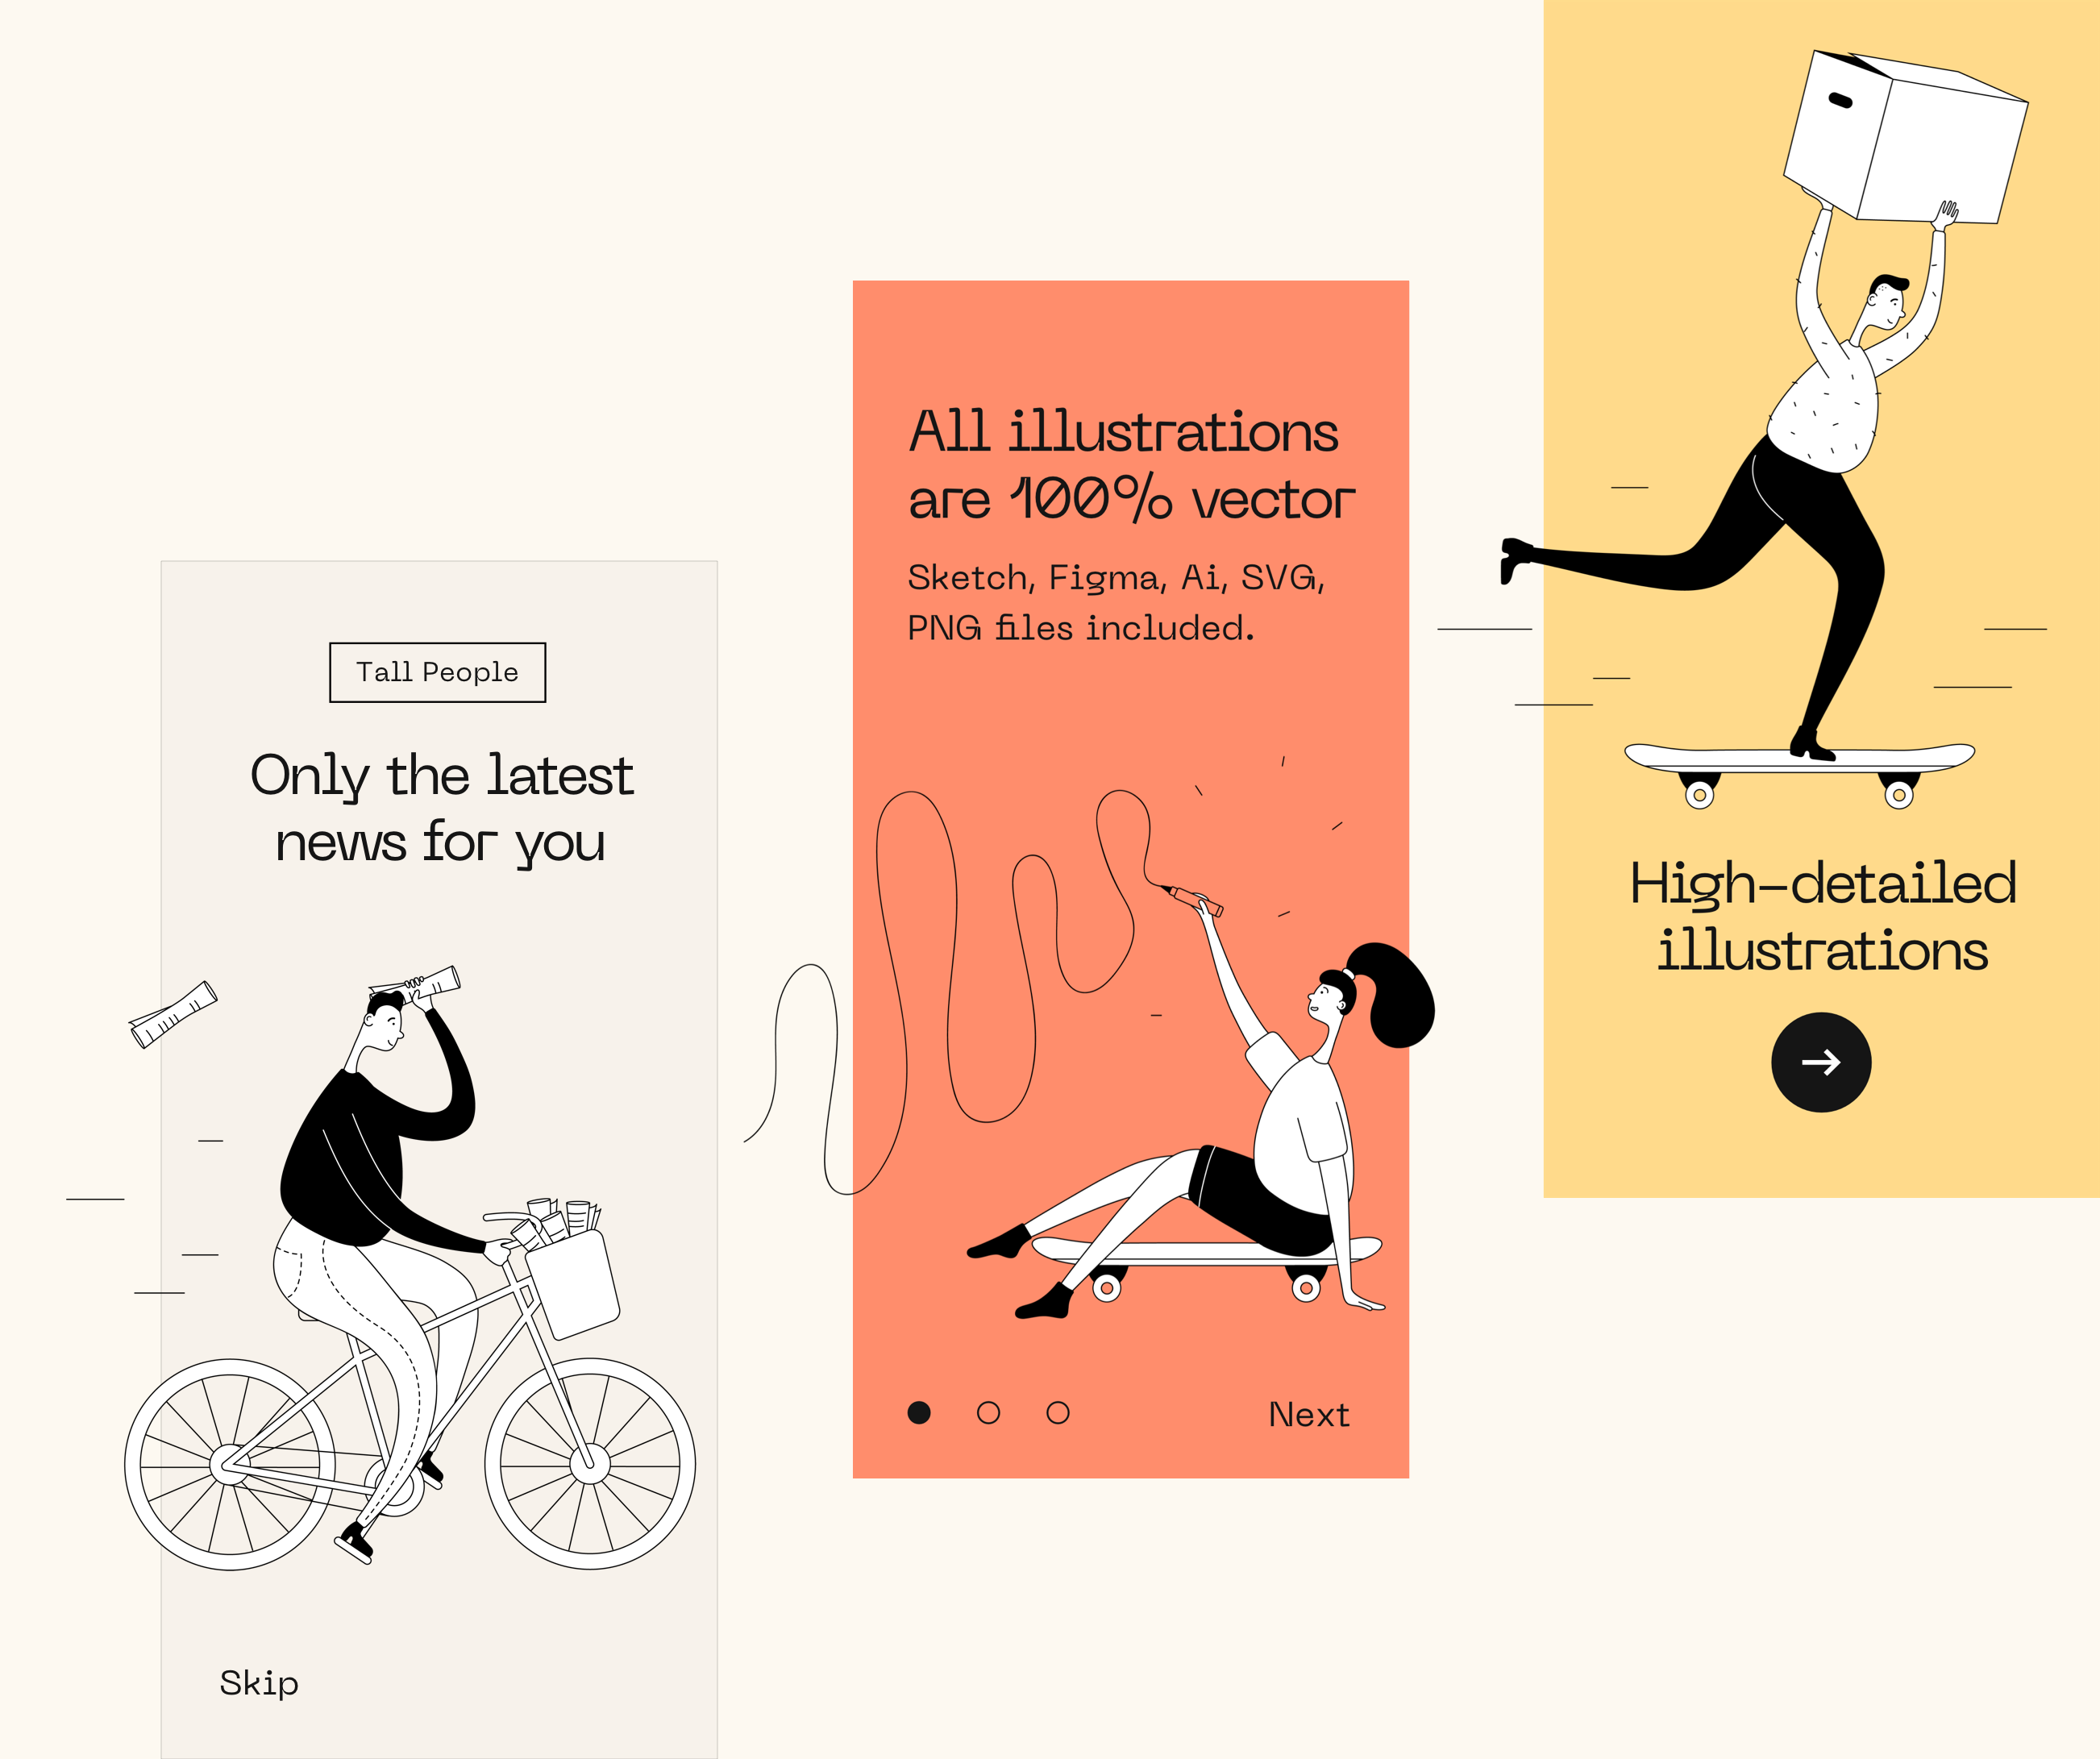 Tall People
Only the latest
news for you
Skip
All illustrations
are 100% vector
Sketch, Figma, Ai, SVG,
PNG files included.
Next
High-detailed
illustrations